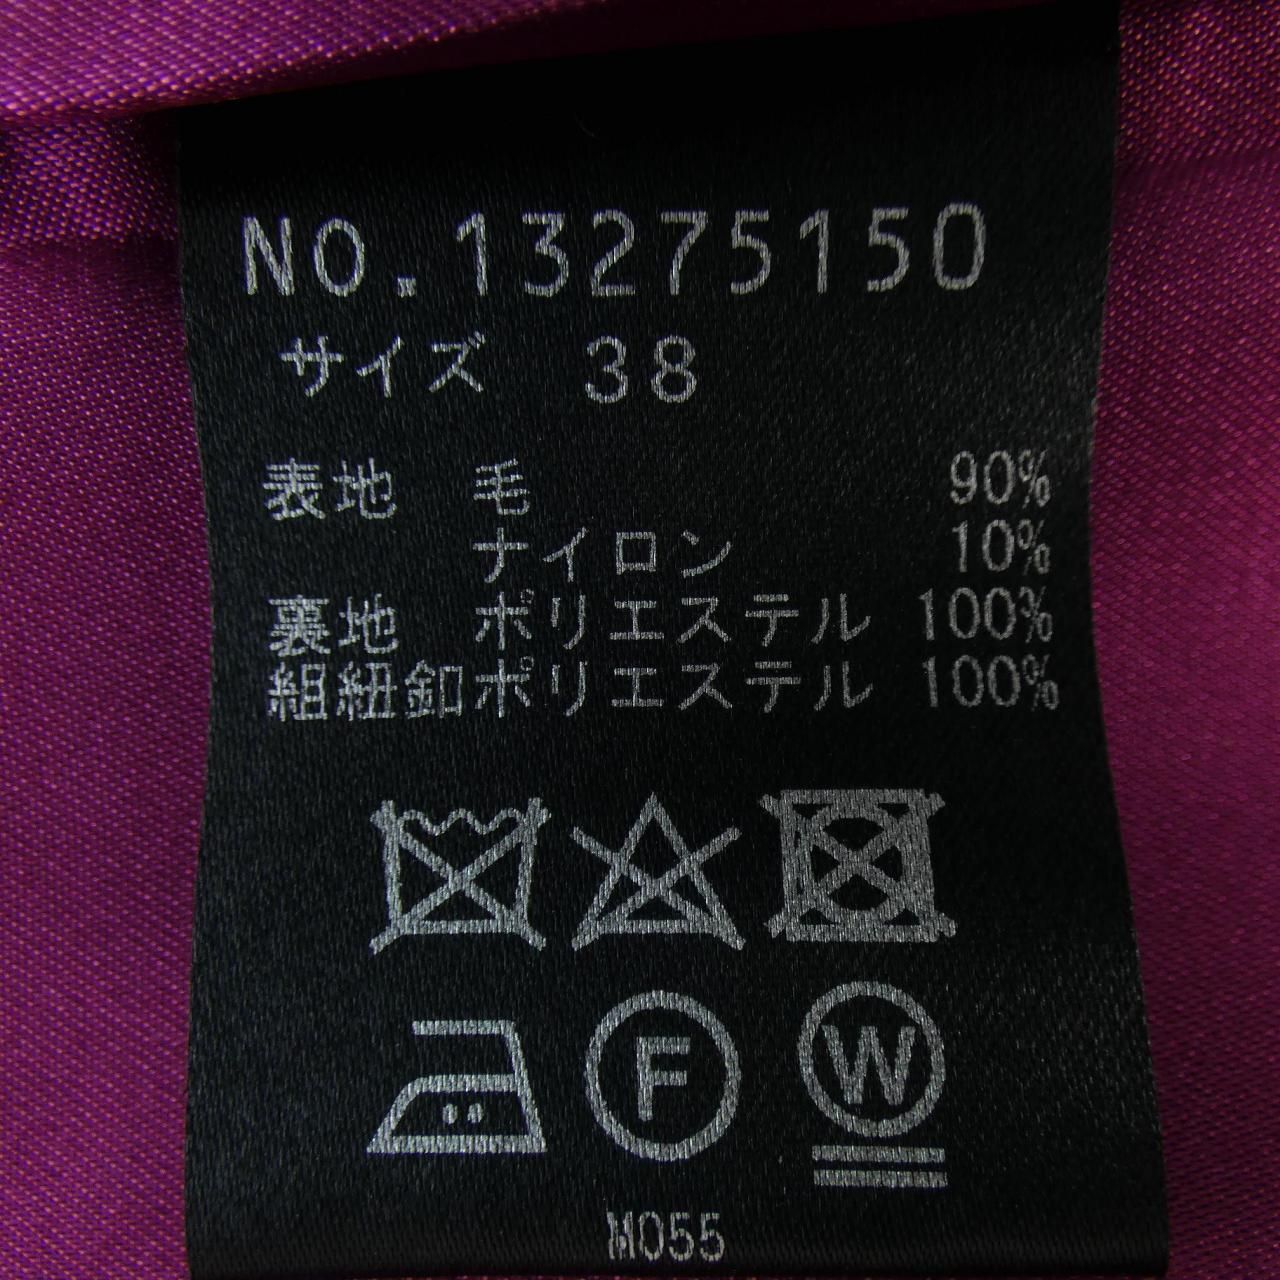 NO.13275150
サイズ 38
表地 毛 90%
ナイロン 10%
裏地 ポリエステル 100%
組紐釦 ポリエステル 100%
F W
M055